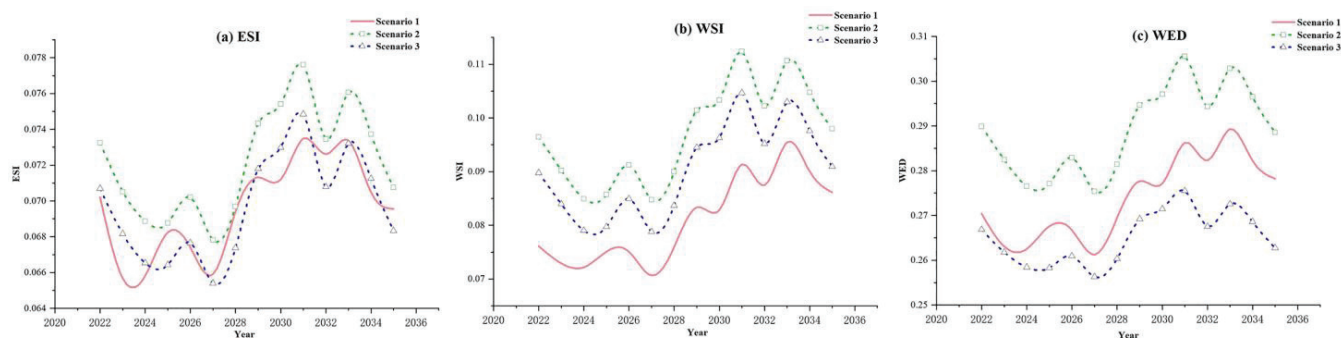 (a) ESI
Scenario 1
Scenario 2
Scenario 3
0.078
0.076
0.074
0.072
0.070
0.068
0.066
0.064
ESI
2020 2022 2024 2026 2028 2030 2032 2034 2036
Year
(b) WSI
Scenario 1
Scenario 2
Scenario 3
0.11
0.10
0.09
0.08
0.07
WSI
2020 2022 2024 2026 2028 2030 2032 2034 2036
Year
(c) WED
Scenario 1
Scenario 2
Scenario 3
0.31
0.30
0.29
0.28
0.27
0.26
0.25
WED
2020 2022 2024 2026 2028 2030 2032 2034 2036
Year